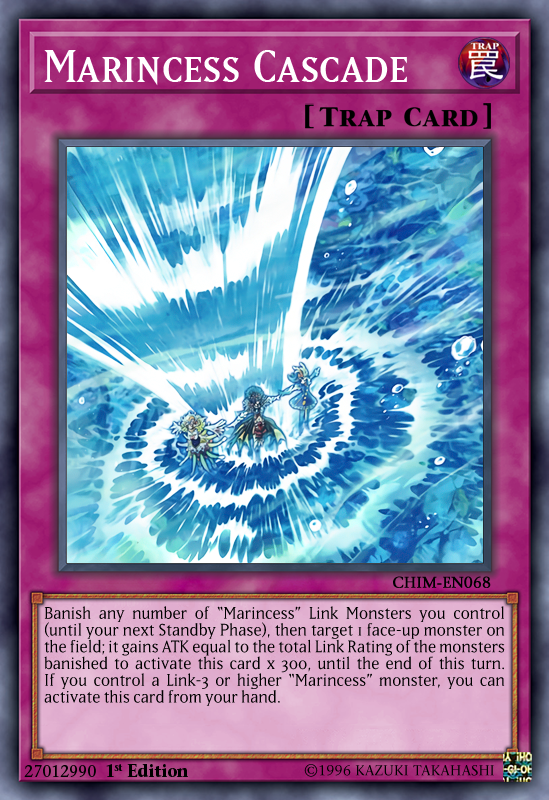 Marincess Cascade
TRAP
罠
[Trap Card]
CHIM-EN068
Banish any number of "Marincess" Link Monsters you control
(until your next Standby Phase), then target 1 face-up monster on
the field; it gains ATK equal to the total Link Rating of the monsters
banished to activate this card x 300, until the end of this turn.
If you control a Link-3 or higher "Marincess" monster, you can
activate this card from your hand.
27012990 1st Edition ©1996 KAZUKI TAKAHASHI